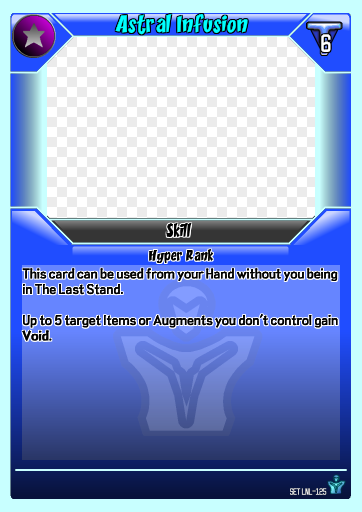 Astral Infusion
6
Skill
Hyper Rank
This card can be used from your Hand without you being
in The Last Stand.
Up to 5 target Items or Augments you don't control gain
Void.
SET LNL-125